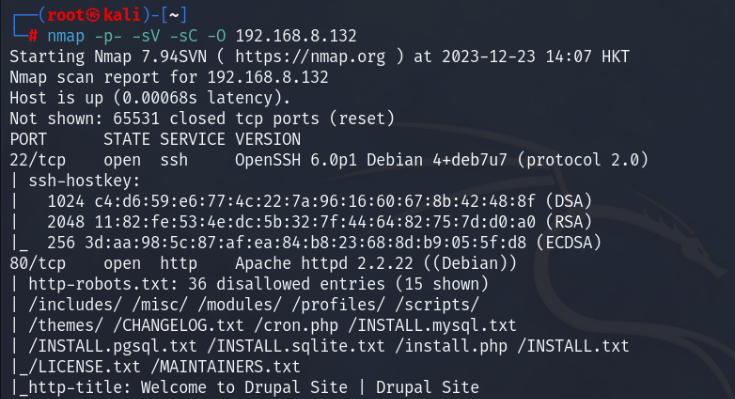 ┌──(root㉿kali)-[~]
└─# nmap -p- -sV -sC -O 192.168.8.132
Starting Nmap 7.94SVN ( https://nmap.org ) at 2023-12-23 14:07 HKT
Nmap scan report for 192.168.8.132
Host is up (0.00068s latency).
Not shown: 65531 closed tcp ports (reset)
PORT      STATE SERVICE VERSION
22/tcp    open  ssh     OpenSSH 6.0p1 Debian 4+deb7u7 (protocol 2.0)
| ssh-hostkey:
|   1024 c4:d6:59:e6:77:4c:22:7a:96:16:60:67:8b:42:48:8f (DSA)
|   2048 11:82:fe:53:4e:dc:5b:32:7f:44:64:82:75:7d:d0:a0 (RSA)
|_  256 3d:aa:98:5c:87:af:ea:84:b8:23:68:8d:b9:05:5f:d8 (ECDSA)
80/tcp    open  http    Apache httpd 2.2.22 ((Debian))
| http-robots.txt: 36 disallowed entries (15 shown)
| /includes/ /misc/ /modules/ /profiles/ /scripts/
| /themes/ /CHANGELOG.txt /cron.php /INSTALL.mysql.txt
| /INSTALL.pgsql.txt /INSTALL.sqlite.txt /install.php /INSTALL.txt
|_/LICENSE.txt /MAINTAINERS.txt
|_http-title: Welcome to Drupal Site | Drupal Site